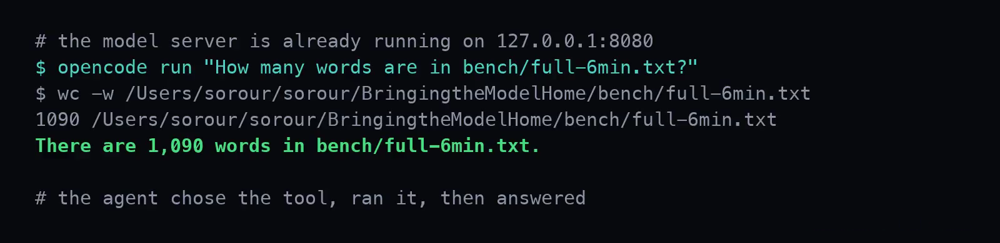 # the model server is already running on 127.0.0.1:8080
$ opencode run "How many words are in bench/full-6min.txt?"
$ wc -w /Users/sorour/sorour/BringingtheModelHome/bench/full-6min.txt
1090 /Users/sorour/sorour/BringingtheModelHome/bench/full-6min.txt
There are 1,090 words in bench/full-6min.txt.
# the agent chose the tool, ran it, then answered